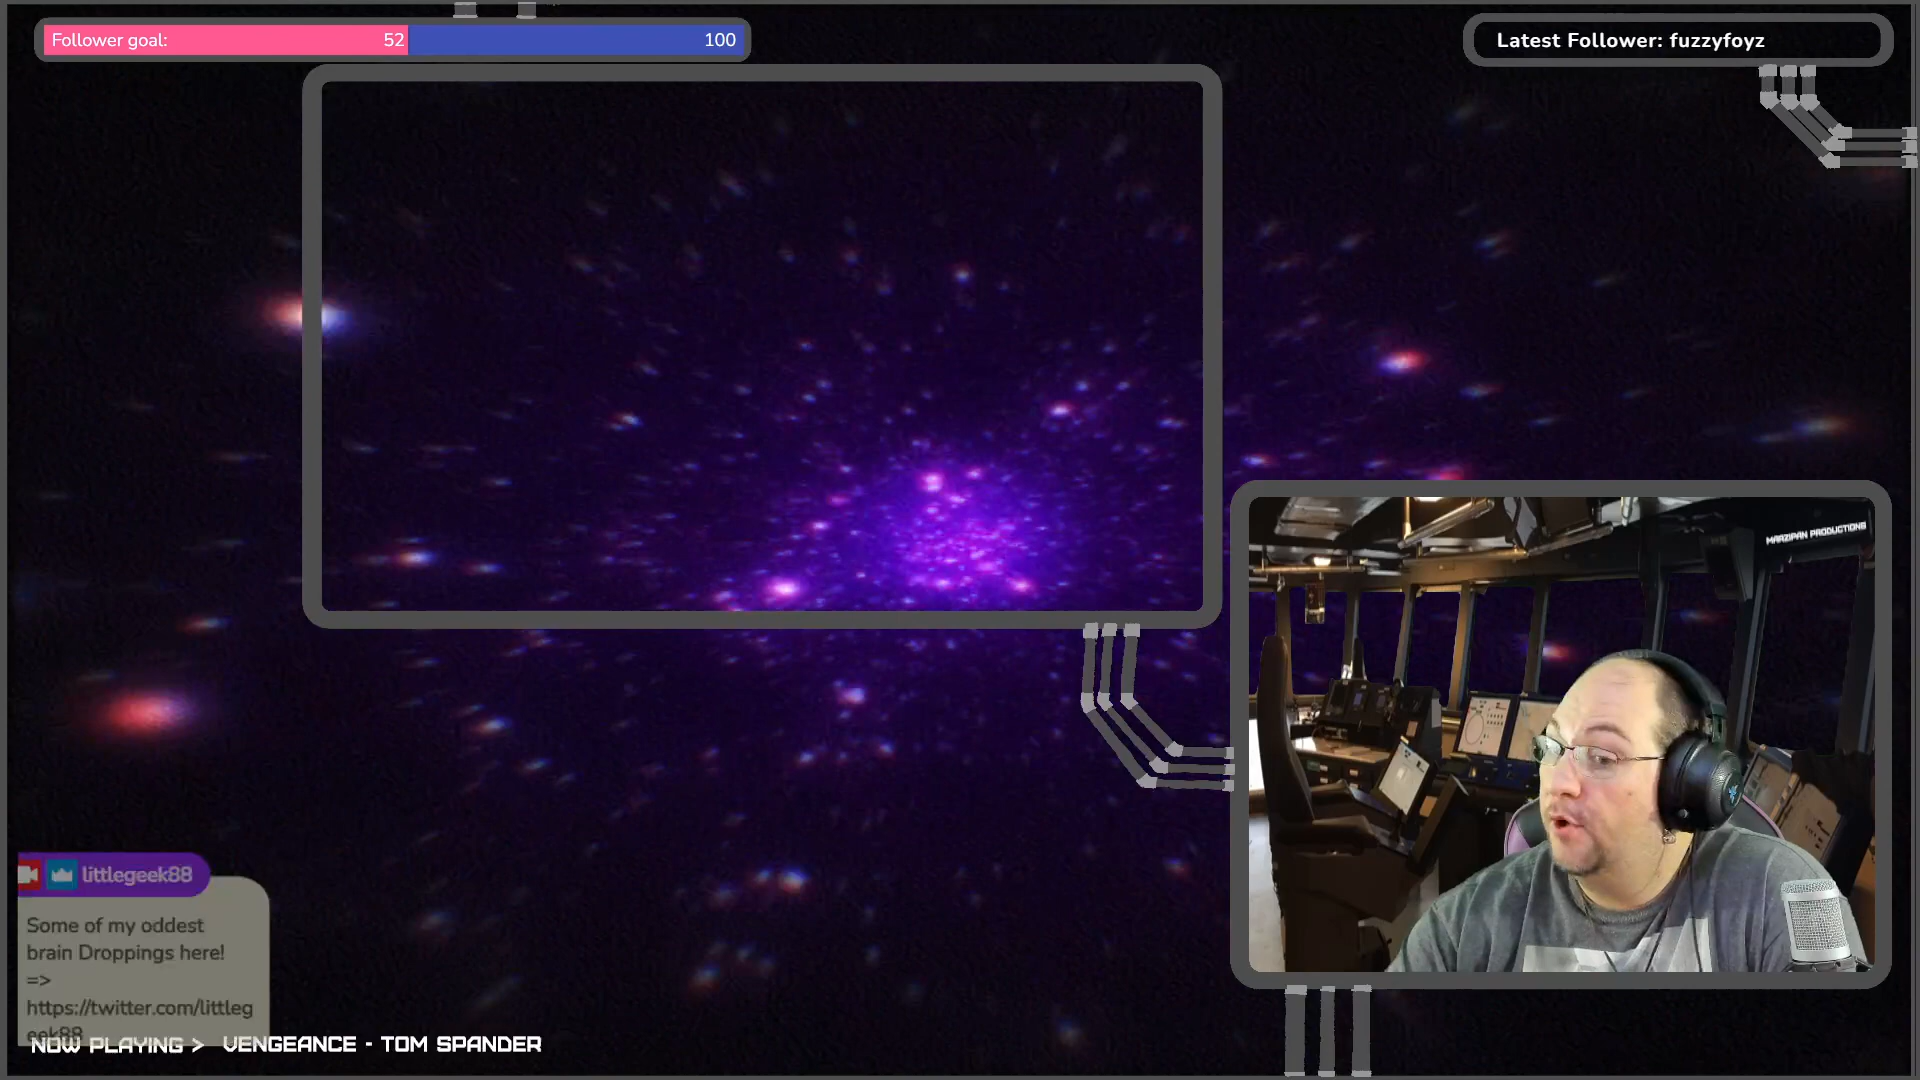 Follower goal: 52 100
Latest Follower: fuzzyfoyz
MARZIPAN PRODUCTIONS
littlegeek88
Some of my oddest
brain Droppings here!
=>
https://twitter.com/littleg
eek88
NOW PLAYING > VENGEANCE - TOM SPANDER